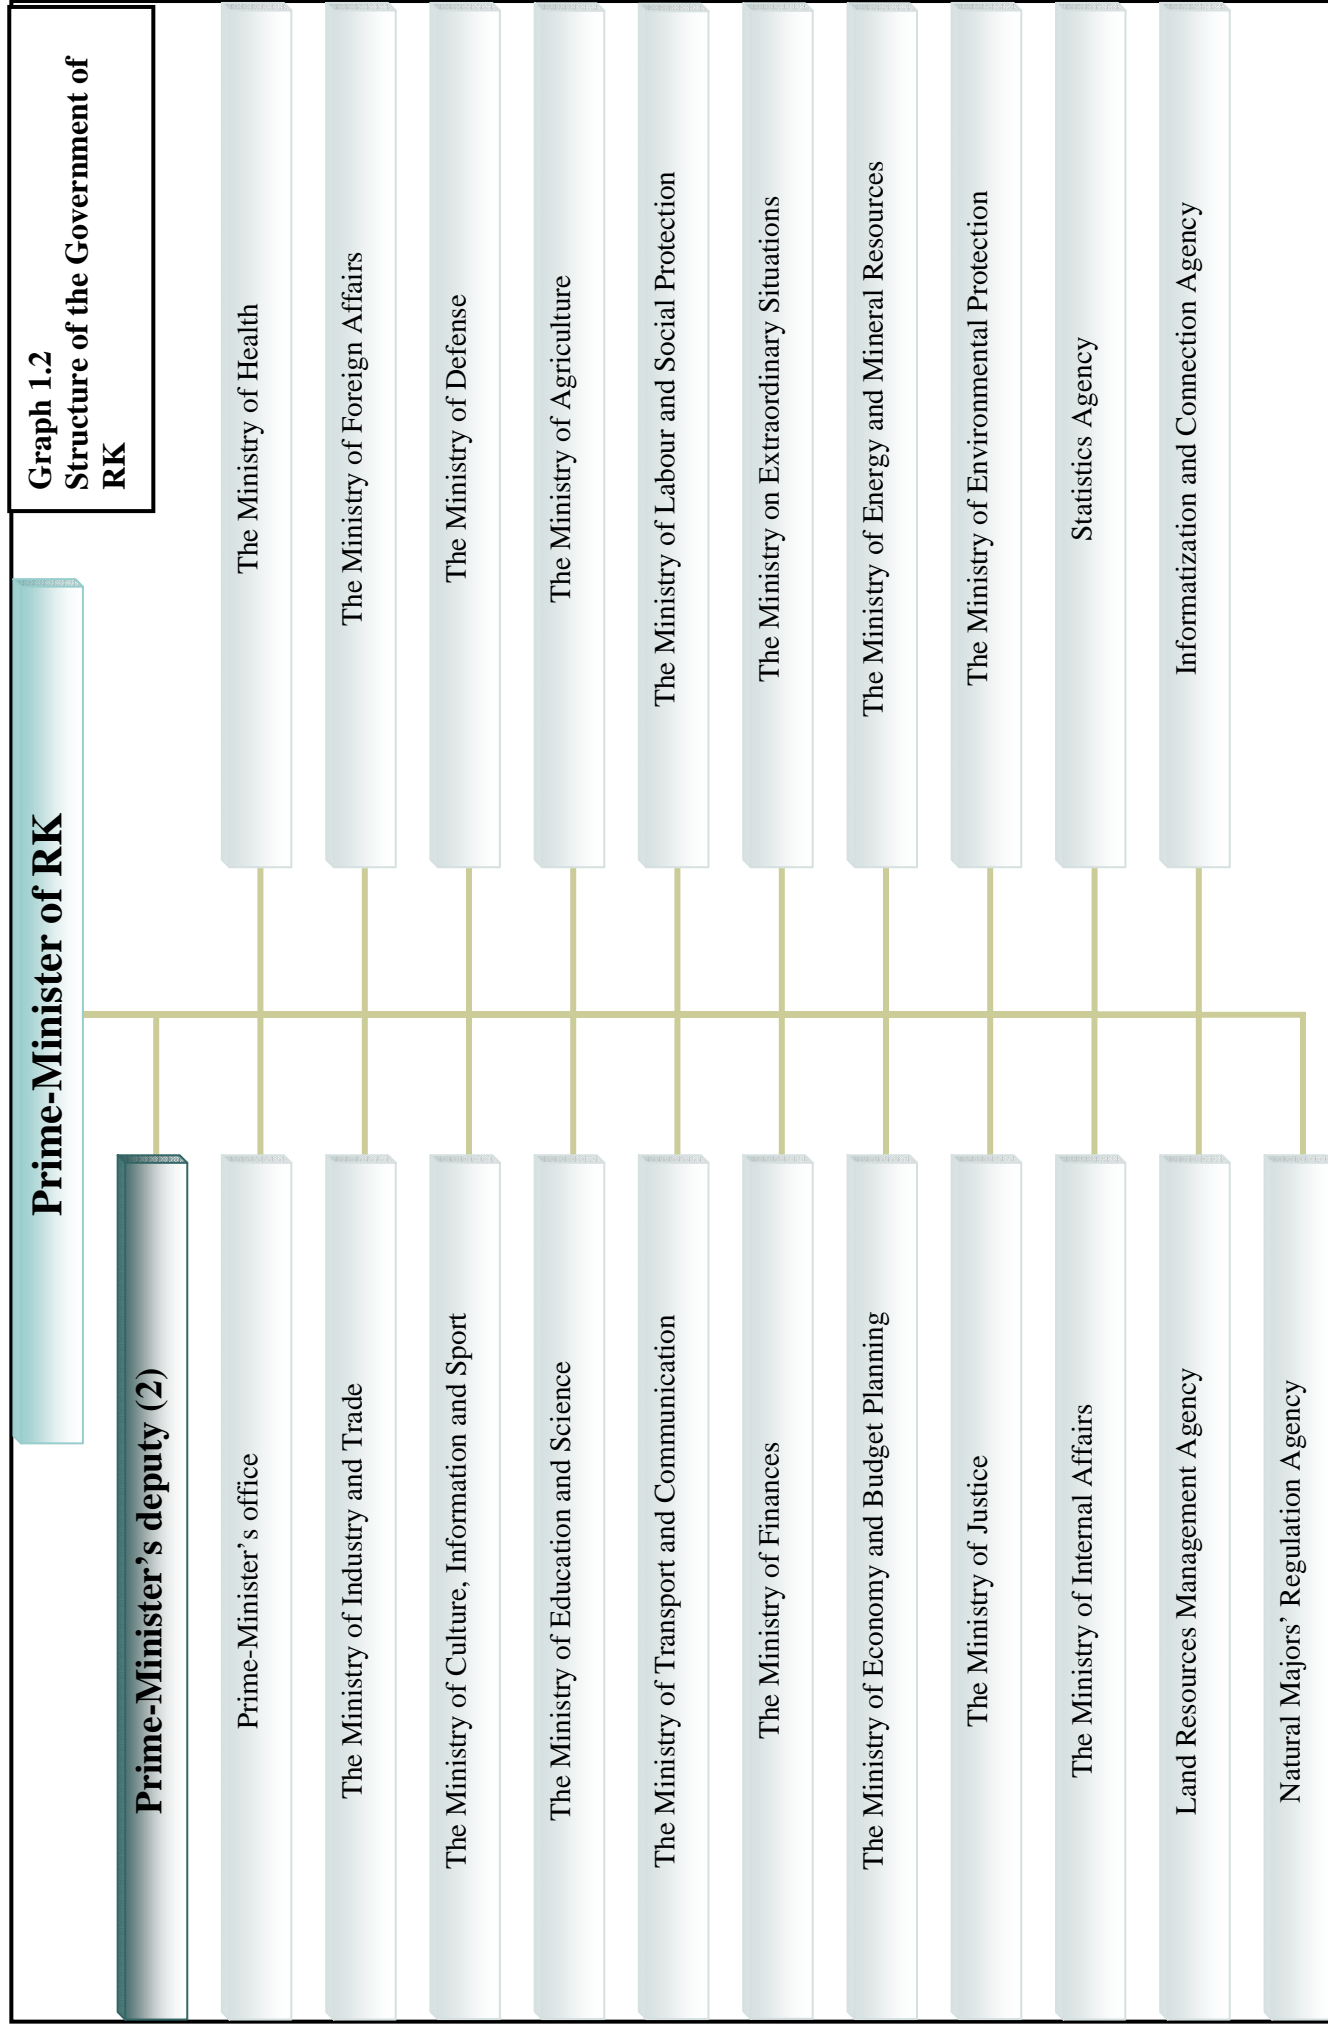 Graph 1.2
Structure of the Government of
RK
Prime-Minister of RK
Prime-Minister’s deputy (2)
Prime-Minister’s office
The Ministry of Health
The Ministry of Industry and Trade
The Ministry of Foreign Affairs
The Ministry of Culture, Information and Sport
The Ministry of Defense
The Ministry of Education and Science
The Ministry of Agriculture
The Ministry of Transport and Communication
The Ministry of Labour and Social Protection
The Ministry of Finances
The Ministry on Extraordinary Situations
The Ministry of Economy and Budget Planning
The Ministry of Energy and Mineral Resources
The Ministry of Justice
The Ministry of Environmental Protection
The Ministry of Internal Affairs
Statistics Agency
Land Resources Management Agency
Informatization and Connection Agency
Natural Majors’ Regulation Agency